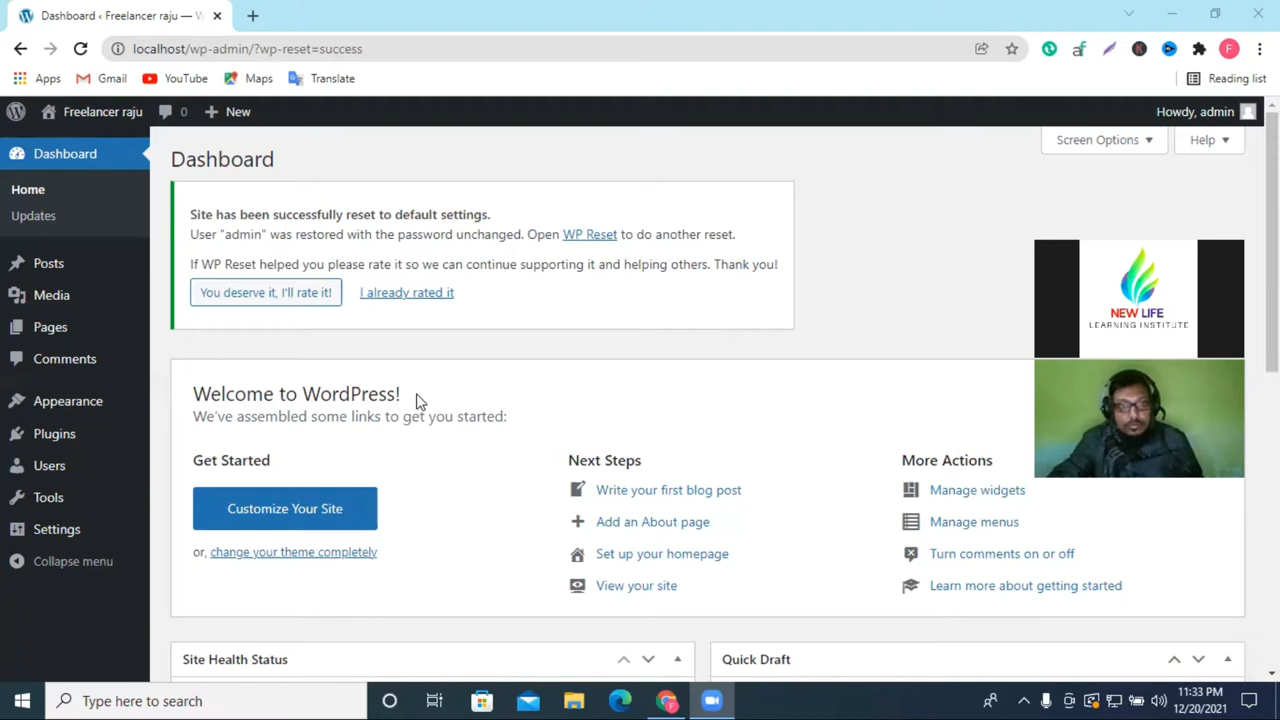 Dashboard ‹ Freelancer raju — W
localhost/wp-admin/?wp-reset=success
F
Apps
Gmail
YouTube
Maps
Translate
Reading list
Freelancer raju
0
New
Howdy, admin
Dashboard
Home
Updates
Posts
Media
Pages
Comments
Appearance
Plugins
Users
Tools
Settings
Collapse menu
Screen Options
Help
Dashboard
Site has been successfully reset to default settings.
User "admin" was restored with the password unchanged. Open WP Reset to do another reset.
If WP Reset helped you please rate it so we can continue supporting it and helping others. Thank you!
You deserve it, I'll rate it!
I already rated it
NEW LIFE
LEARNING INSTITUTE
Welcome to WordPress!
We've assembled some links to get you started:
Get Started
Customize Your Site
or, change your theme completely
Next Steps
Write your first blog post
Add an About page
Set up your homepage
View your site
More Actions
Manage widgets
Manage menus
Turn comments on or off
Learn more about getting started
Site Health Status
Quick Draft
Type here to search
11:33 PM
12/20/2021